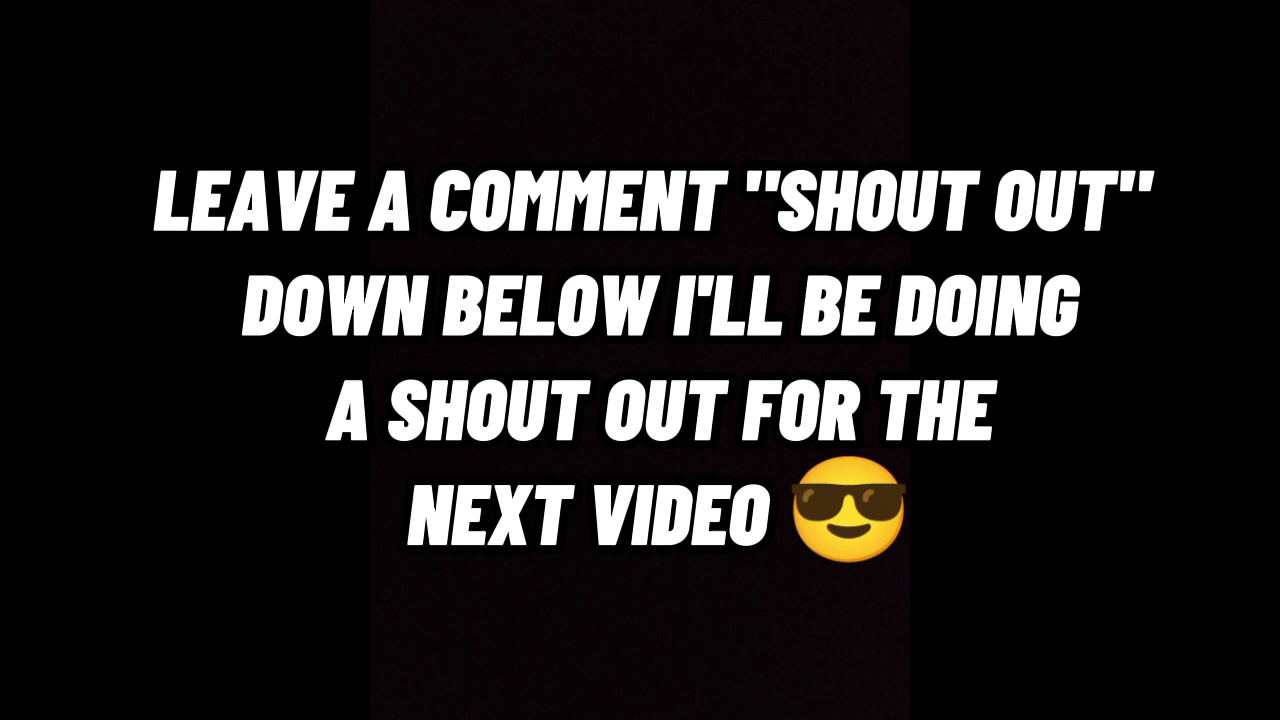 LEAVE A COMMENT "SHOUT OUT"
DOWN BELOW I'LL BE DOING
A SHOUT OUT FOR THE
NEXT VIDEO 😎